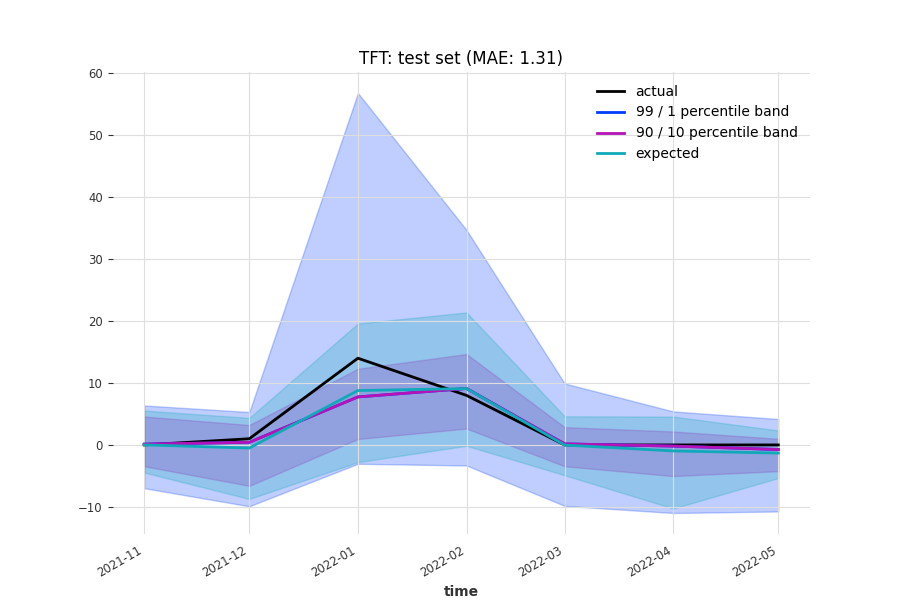 TFT: test set (MAE: 1.31)
60
50
40
30
20
10
0
−10
actual
99 / 1 percentile band
90 / 10 percentile band
expected
2021-11
2021-12
2022-01
2022-02
2022-03
2022-04
2022-05
time